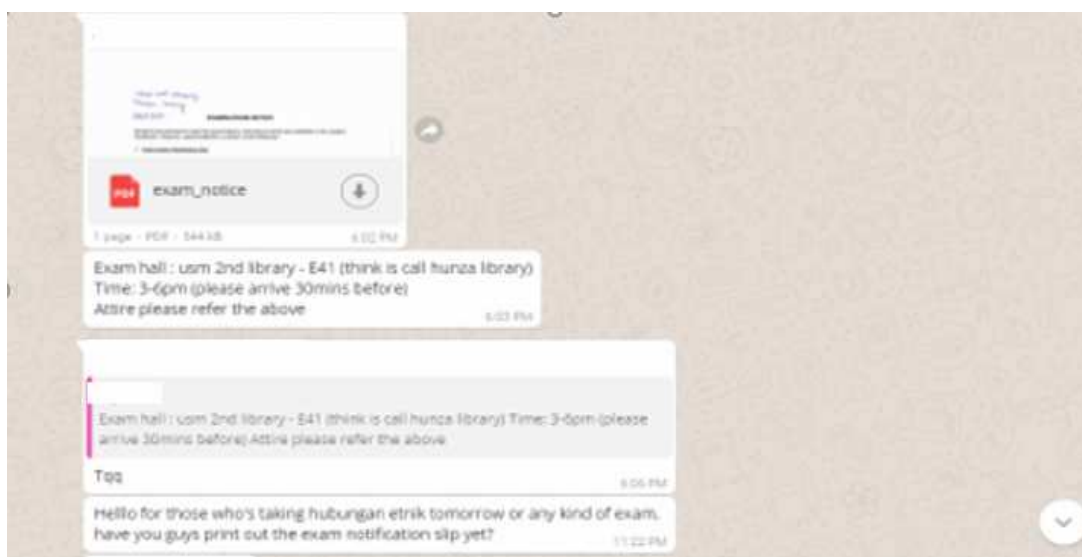 PDF
exam_notice
1 page - PDF - 544 kB
6:02 PM
Exam hall : usm 2nd library - E41 (think is call hunza library)
Time: 3-6pm (please arrive 30mins before)
Attire please refer the above
6:03 PM
Exam hall : usm 2nd library - E41 (think is call hunza library) Time: 3-6pm (please
arrive 30mins before) Attire please refer the above
Tqq
6:06 PM
Helllo for those who's taking hubungan etnik tomorrow or any kind of exam,
have you guys print out the exam notification slip yet?
11:22 PM